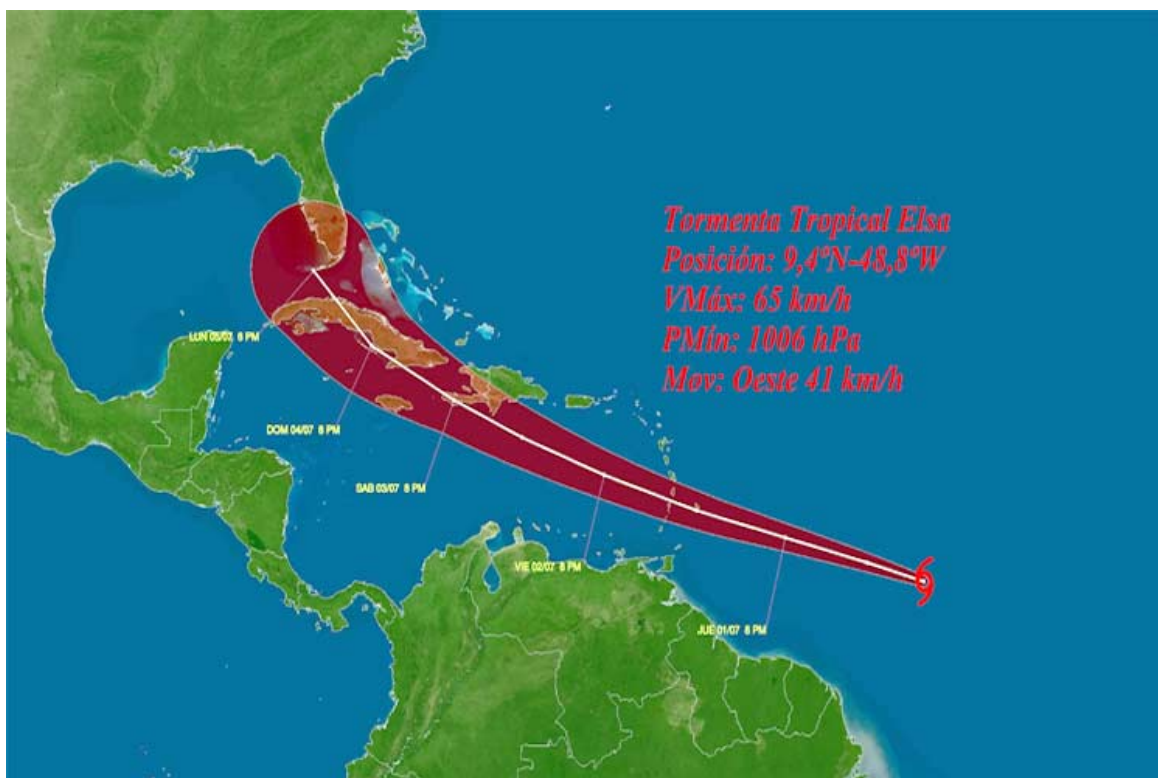 Tormenta Tropical Elsa
Posición: 9,4ºN-48,8ºW
VMáx: 65 km/h
PMín: 1006 hPa
Mov: Oeste 41 km/h
LUN 05/07 8 PM
DOM 04/07 8 PM
SAB 03/07 8 PM
VIE 02/07 8 PM
JUE 01/07 8 PM